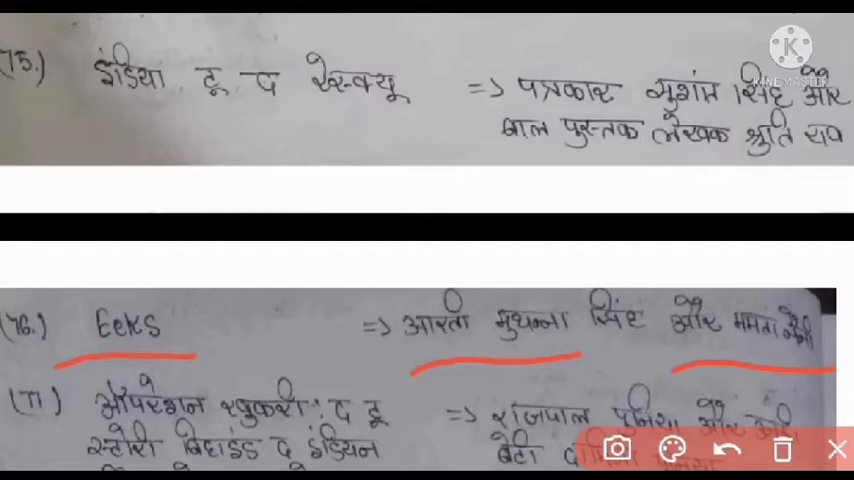 (75.) इंडिया टू द रेस्क्यू => पत्रकार सुशांत सिंह और
बाल पुस्तक लेखक श्रुति राव
KINEMASTER
(76.) Eeks => आरती मुथन्ना सिंह और ममता नैनी
(77) ऑपरेशन खुकरी: द ट्रू => राजपाल पुनिया और उनकी
स्टोरी बिहाइंड द इंडियन बेटी